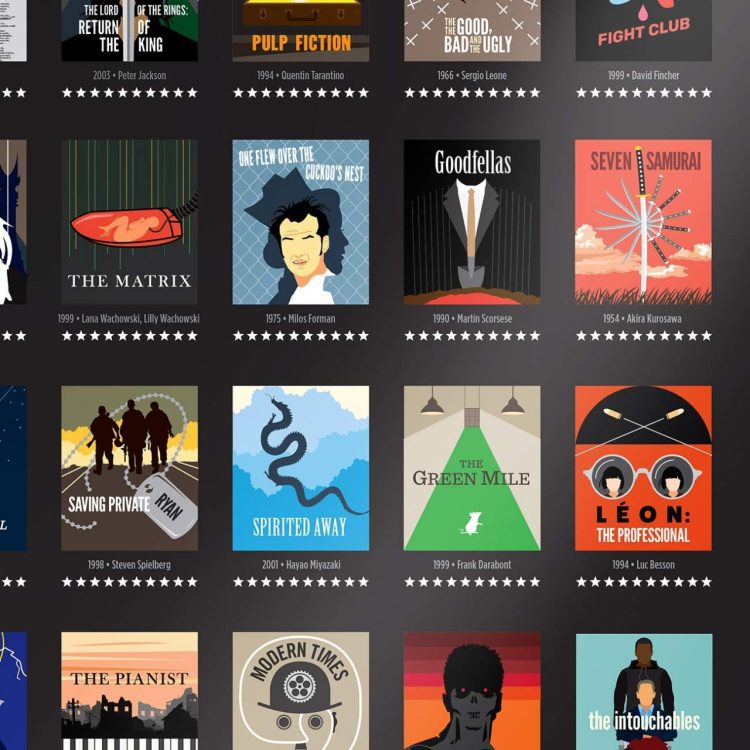 THE LORD OF THE RINGS:
RETURN OF
THE KING
PULP FICTION
THE GOOD,
THE BAD AND THE UGLY
FIGHT CLUB
2003 • Peter Jackson
1994 • Quentin Tarantino
1966 • Sergio Leone
1999 • David Fincher
THE MATRIX
ONE FLEW OVER THE
CUCKOO'S NEST
Goodfellas
SEVEN SAMURAI
1999 • Lana Wachowski, Lilly Wachowski
1975 • Milos Forman
1990 • Martin Scorsese
1954 • Akira Kurosawa
SAVING PRIVATE RYAN
SPIRITED AWAY
THE
GREEN MILE
LÉON:
THE PROFESSIONAL
1998 • Steven Spielberg
2001 • Hayao Miyazaki
1999 • Frank Darabont
1994 • Luc Besson
THE PIANIST
MODERN TIMES
the intouchables